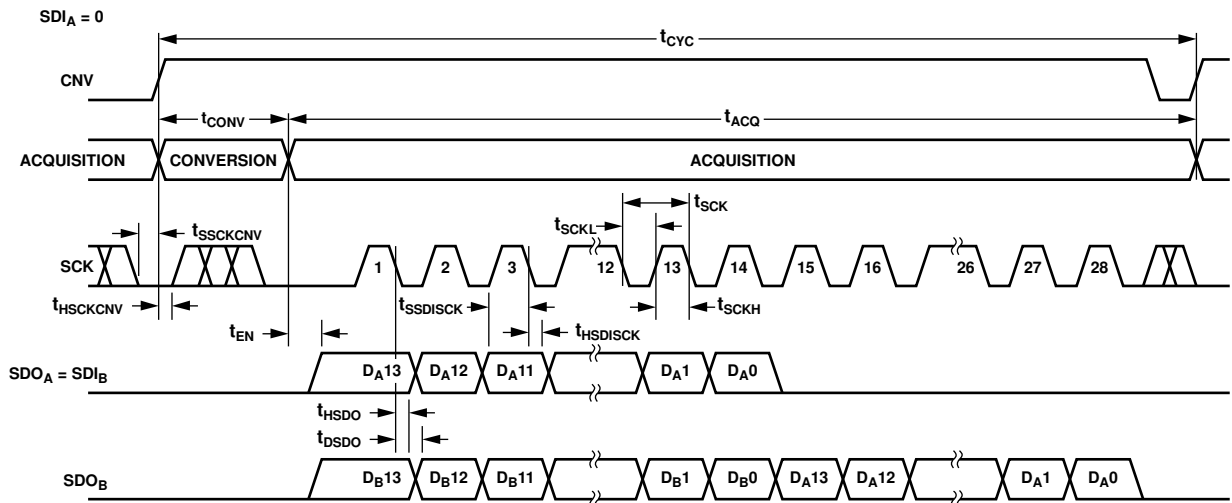 SDIA = 0
tCYC
CNV
tCONV
tACQ
ACQUISITION CONVERSION ACQUISITION
tSCK
tSSCKCNV
tSCKL
SCK 1 2 3 12 13 14 15 16 26 27 28
tHSCKCNV
tSSDISCK
tSCKH
tEN
tHSDISCK
SDOA = SDIB DA13 DA12 DA11 DA1 DA0
tHSDO
tDSDO
SDOB DB13 DB12 DB11 DB1 DB0 DA13 DA12 DA1 DA0